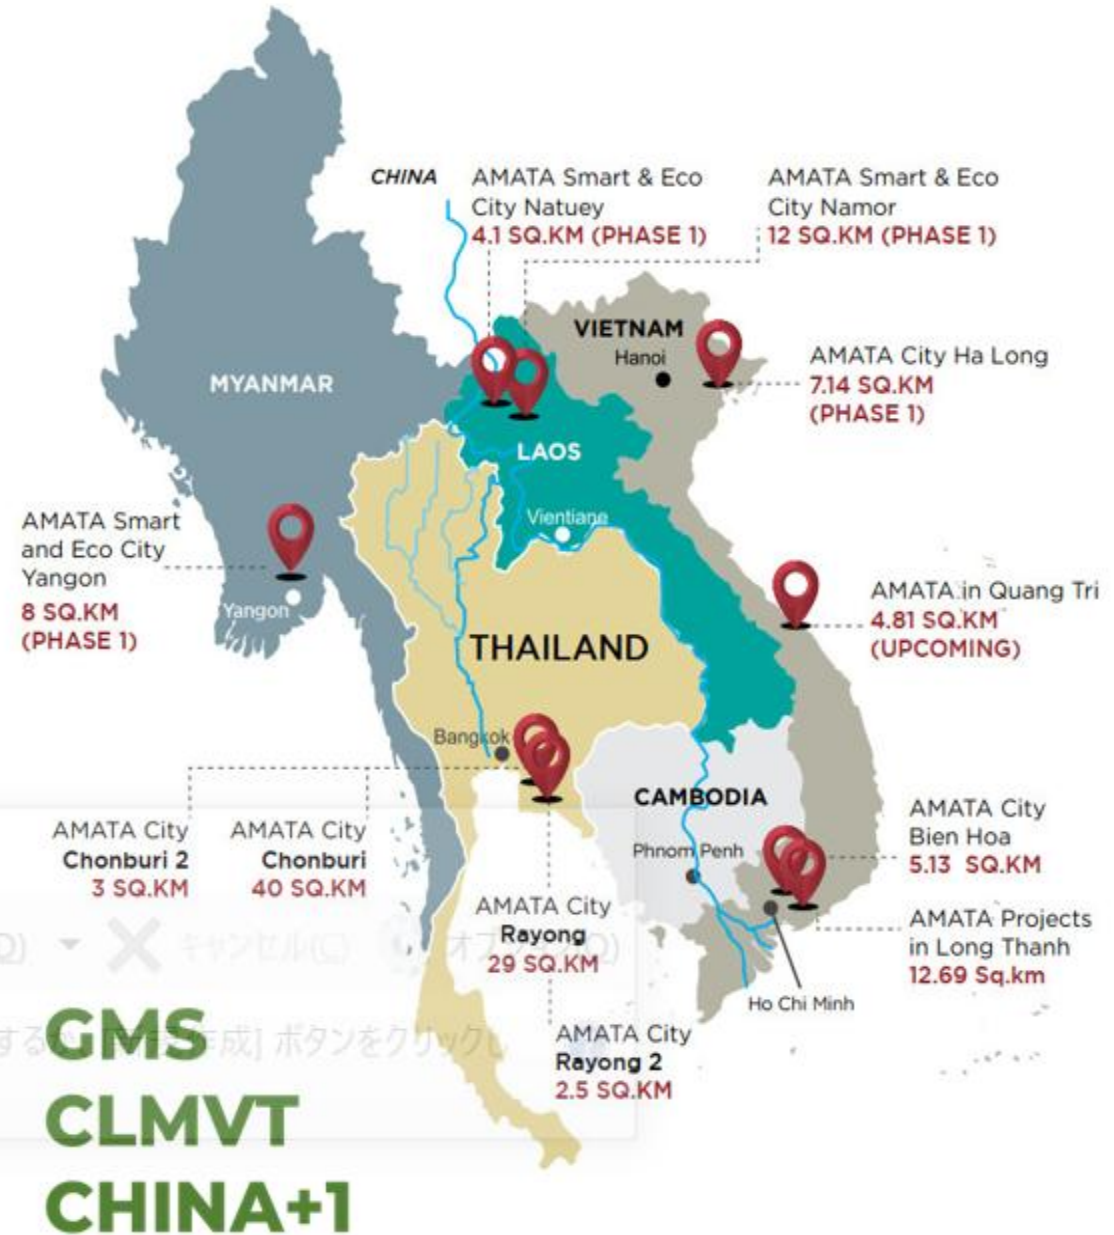 CHINA
AMATA Smart & Eco
City Natuey
4.1 SQ.KM (PHASE 1)
AMATA Smart & Eco
City Namor
12 SQ.KM (PHASE 1)
VIETNAM
Hanoi
AMATA City Ha Long
7.14 SQ.KM
(PHASE 1)
MYANMAR
LAOS
Vientiane
AMATA Smart
and Eco City
Yangon
8 SQ.KM
(PHASE 1)
Yangon
AMATA in Quang Tri
4.81 SQ.KM
(UPCOMING)
THAILAND
Bangkok
CAMBODIA
Phnom Penh
AMATA City
Chonburi 2
3 SQ.KM
AMATA City
Chonburi
40 SQ.KM
AMATA City
Bien Hoa
5.13 SQ.KM
AMATA City
Rayong
29 SQ.KM
AMATA Projects
in Long Thanh
12.69 Sq.km
Ho Chi Minh
AMATA City
Rayong 2
2.5 SQ.KM
キャンセル(C)
作成] ボタンをクリックし
GMS
CLMVT
CHINA+1